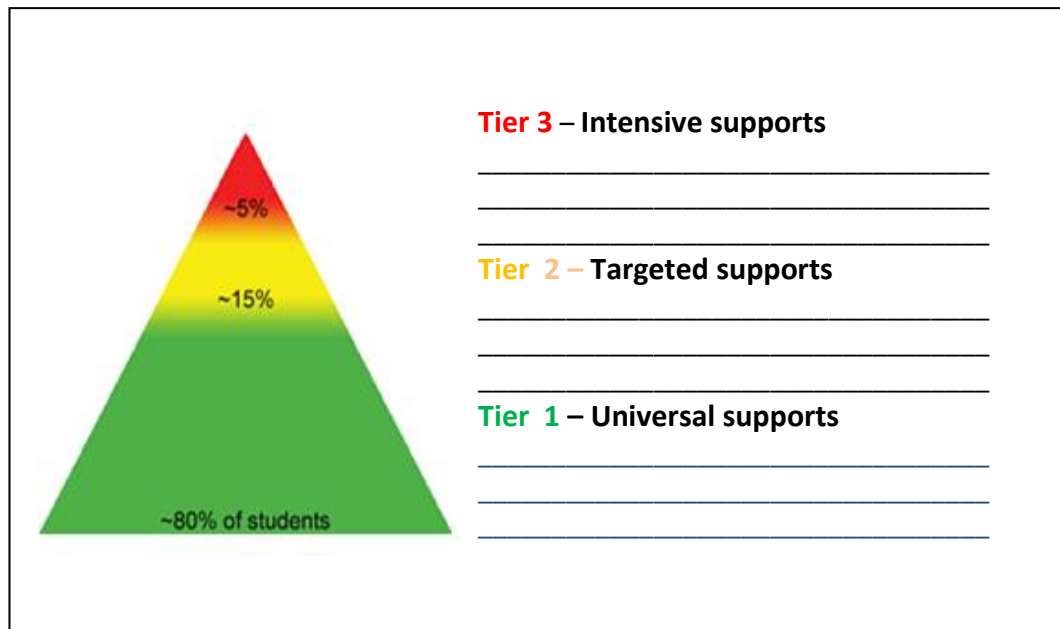 Tier 3 – Intensive supports
~5%
Tier 2 – Targeted supports
~15%
Tier 1 – Universal supports
~80% of students